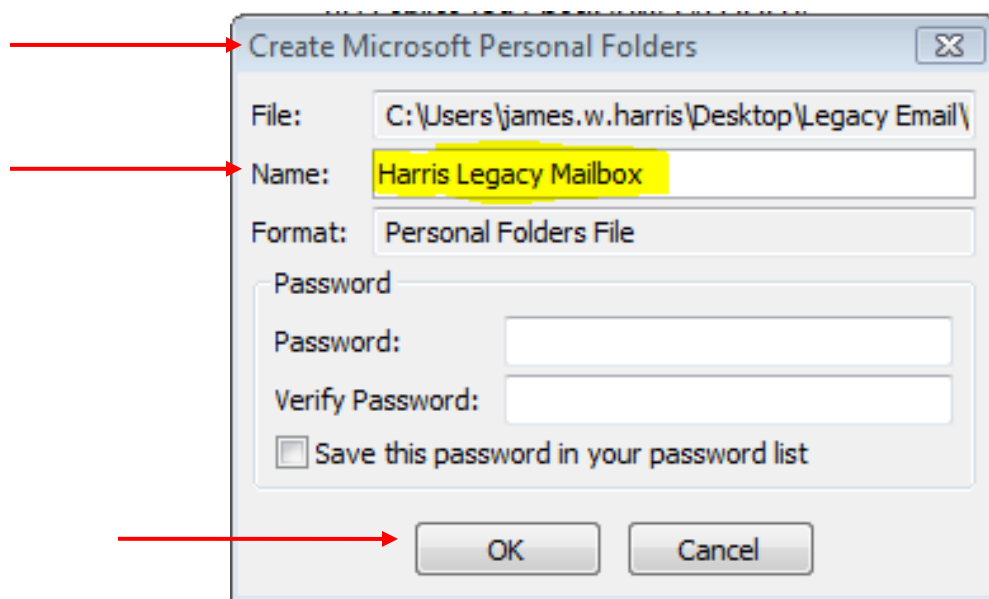 Create Microsoft Personal Folders
File: C:\Users\james.w.harris\Desktop\Legacy Email\
Name: Harris Legacy Mailbox
Format: Personal Folders File
Password
Password:
Verify Password:
Save this password in your password list
OK Cancel